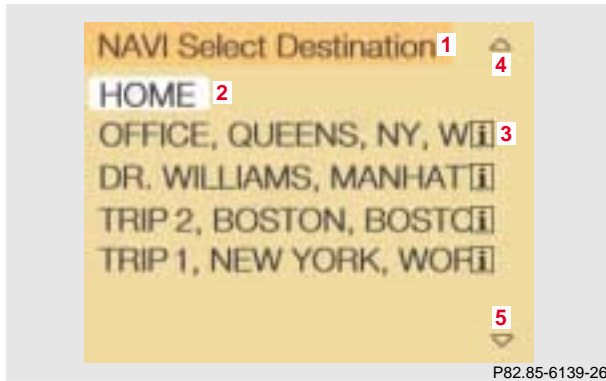 NAVI Select Destination 1
4
HOME 2
OFFICE, QUEENS, NY, W i 3
DR. WILLIAMS, MANHAT i
TRIP 2, BOSTON, BOSTO i
TRIP 1, NEW YORK, WOR i
5
P82.85-6139-26